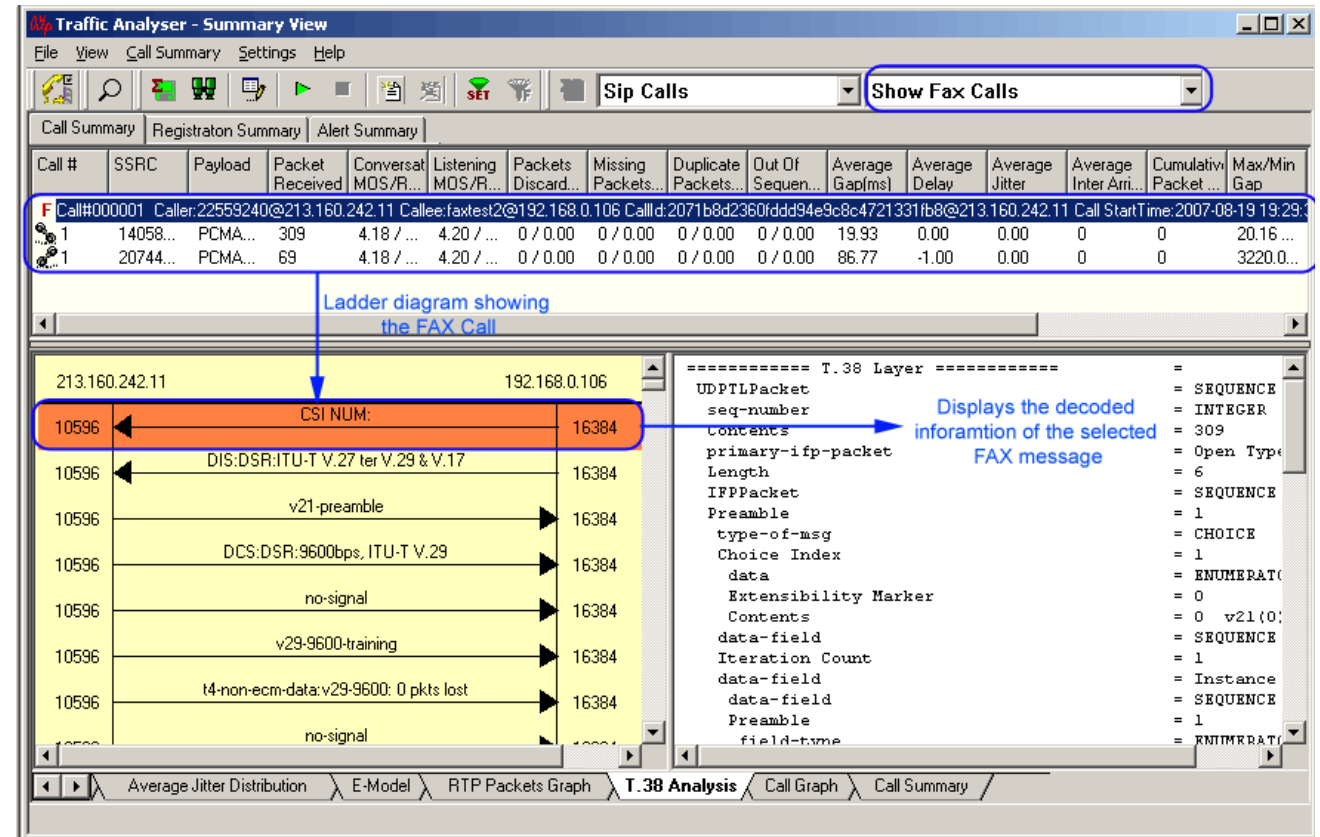 Traffic Analyser - Summary View
File View Call Summary Settings Help
SET Sip Calls Show Fax Calls
Call Summary Registraton Summary Alert Summary
Call # SSRC Payload Packet Received Conversat MOS/R... Listening MOS/R... Packets Discard... Missing Packets... Duplicate Packets... Out Of Sequen... Average Gap(ms) Average Delay Average Jitter Average Inter Arri... Cumulativ Packet ... Max/Min Gap
F Call#000001 Caller:22559240@213.160.242.11 Callee:faxtest2@192.168.0.106 CallId:2071b8d2360fddd94e9c8c4721331fb8@213.160.242.11 Call StartTime:2007-08-19 19:29:
1 14058... PCMA... 309 4.18 / ... 4.20 / ... 0 / 0.00 0 / 0.00 0 / 0.00 0 / 0.00 19.93 0.00 0.00 0 0 20.16 ...
1 20744... PCMA... 69 4.18 / ... 4.20 / ... 0 / 0.00 0 / 0.00 0 / 0.00 0 / 0.00 86.77 -1.00 0.00 0 0 3220.0...
Ladder diagram showing
the FAX Call
213.160.242.11 192.168.0.106
10596 CSI NUM: 16384
10596 DIS:DSR:ITU-T V.27 ter V.29 & V.17 16384
10596 v21-preamble 16384
10596 DCS:DSR:9600bps, ITU-T V.29 16384
10596 no-signal 16384
10596 v29-9600-training 16384
10596 t4-non-ecm-data:v29-9600: 0 pkts lost 16384
no-signal
============ T.38 Layer ============ =
UDPTLPacket = SEQUENCE
seq-number = INTEGER
Contents = 309
primary-ifp-packet = Open Type
Length = 6
IFPPacket = SEQUENCE
Preamble = 1
type-of-msg = CHOICE
Choice Index = 1
data = ENUMERAT(
Extensibility Marker = 0
Contents = 0 v21(0)
data-field = SEQUENCE
Iteration Count = 1
data-field = Instance
data-field = SEQUENCE
Preamble = 1
field-type = ENUMERAT(
Displays the decoded
inforamtion of the selected
FAX message
Average Jitter Distribution E-Model RTP Packets Graph T.38 Analysis Call Graph Call Summary